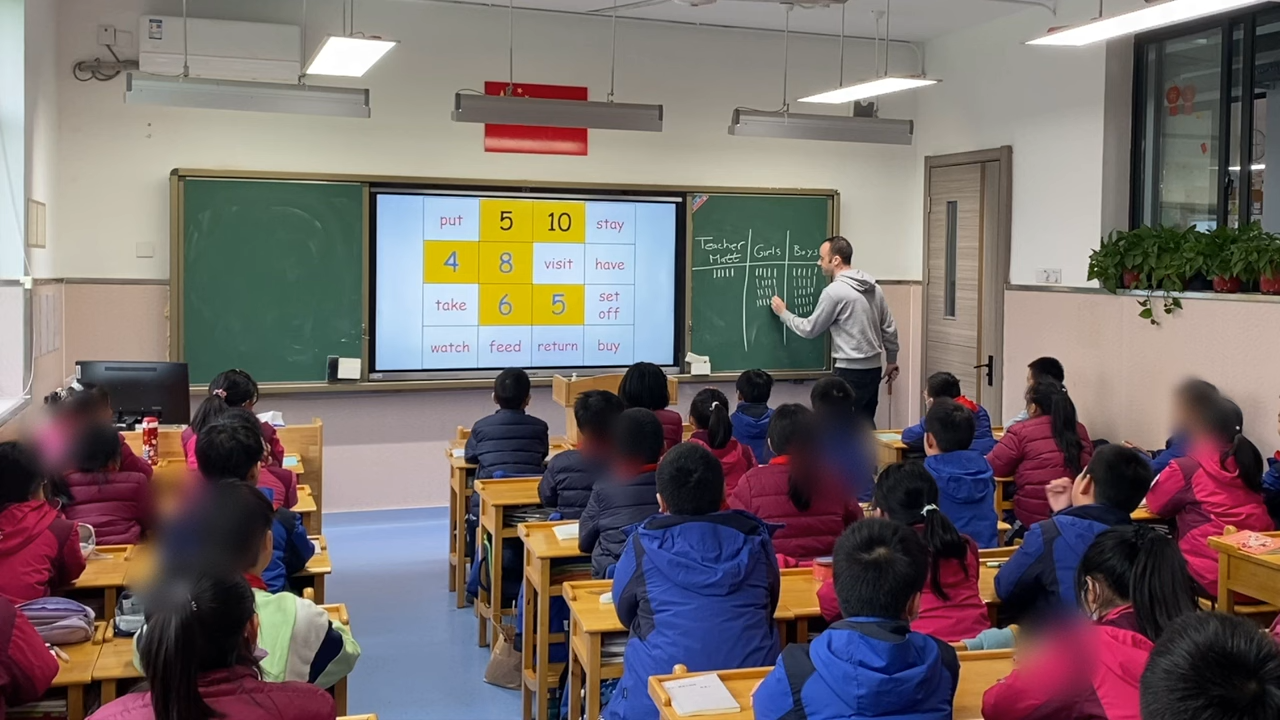 put 5 10 stay
4 8 visit have
take 6 5 set off
watch feed return buy
Teacher Matt Girls Boys